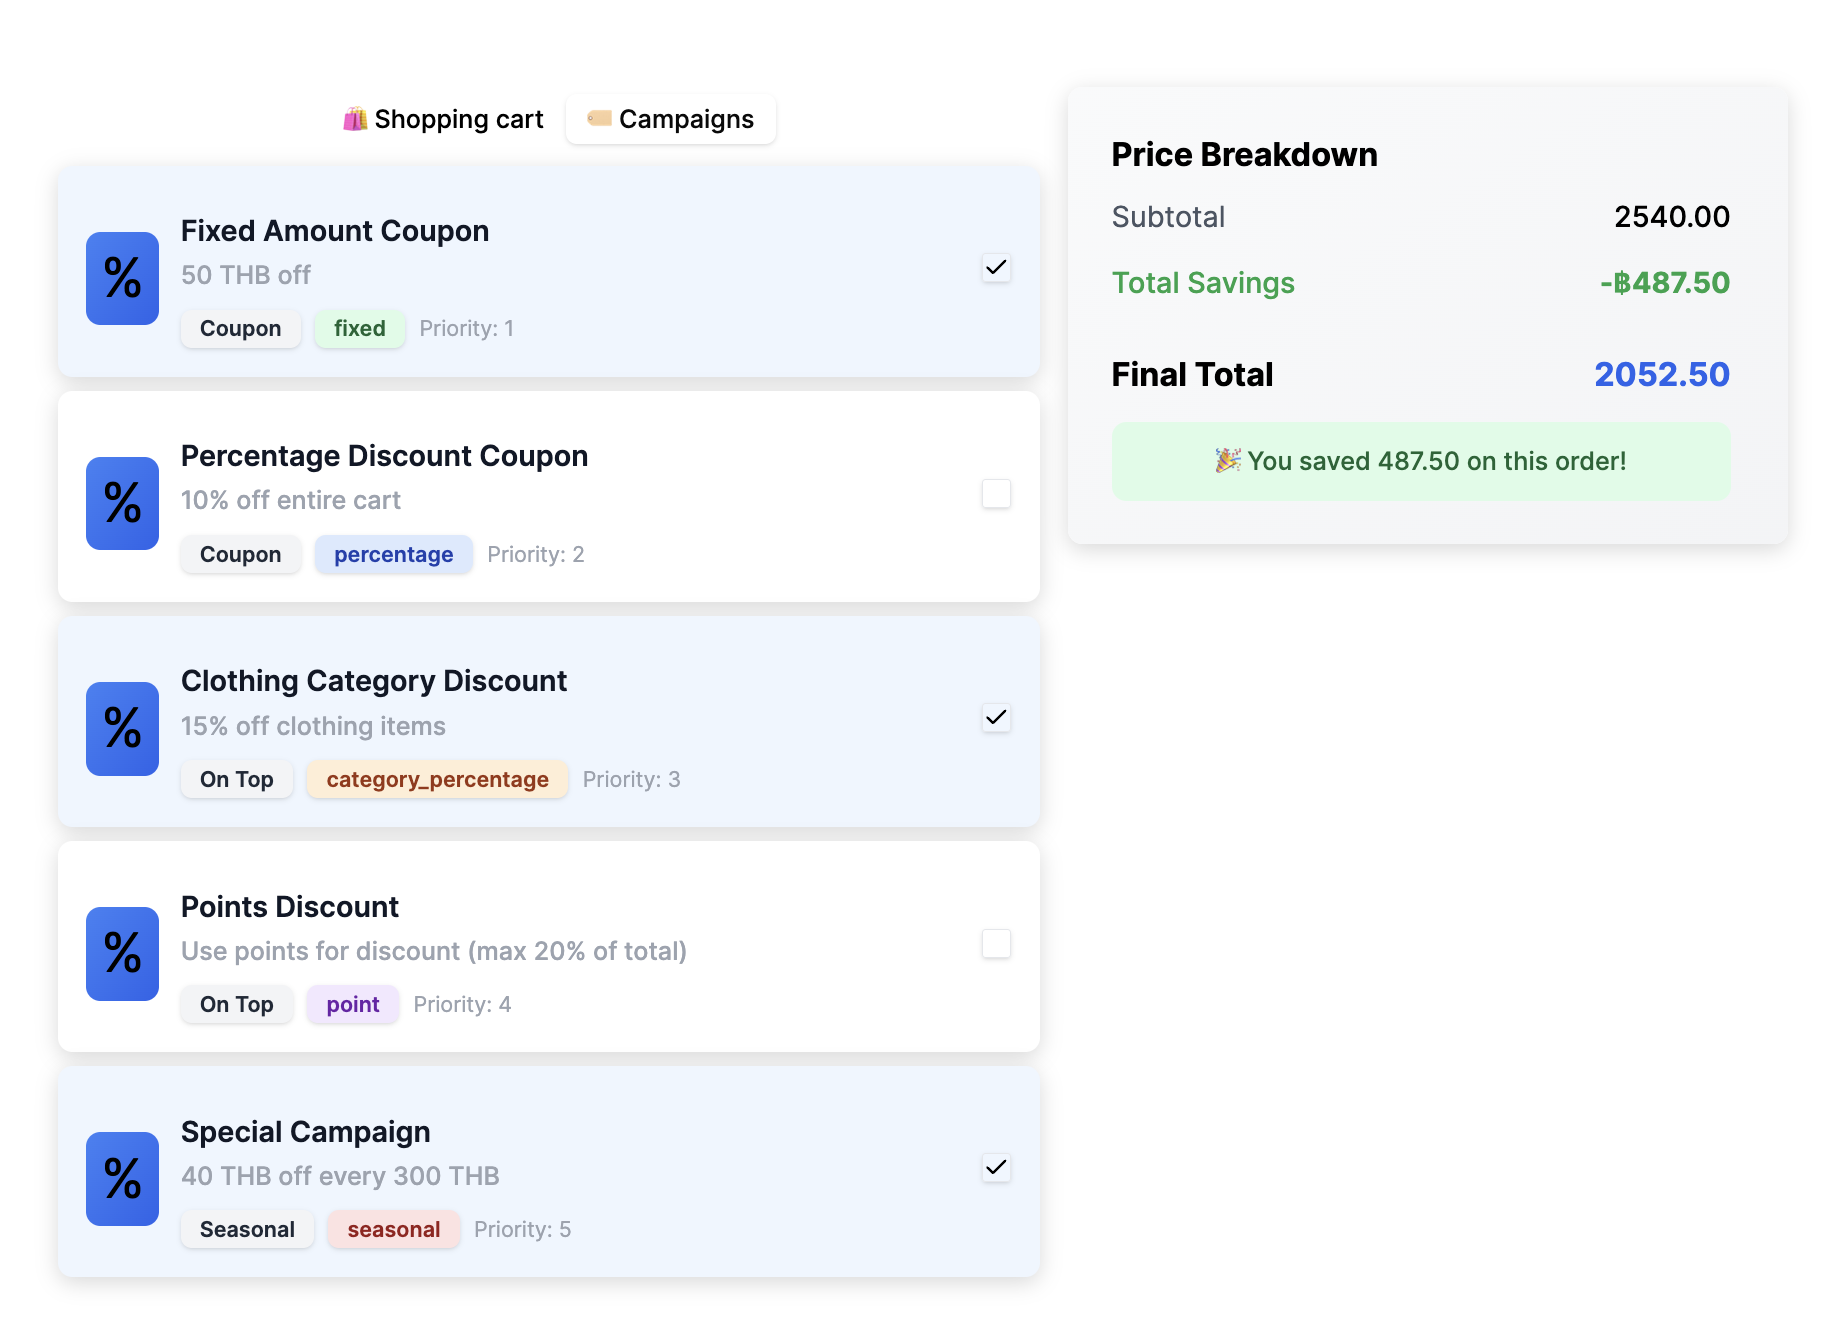 🛍️ Shopping cart
🏷️ Campaigns
%
Fixed Amount Coupon
50 THB off
Coupon fixed Priority: 1
%
Percentage Discount Coupon
10% off entire cart
Coupon percentage Priority: 2
%
Clothing Category Discount
15% off clothing items
On Top category_percentage Priority: 3
%
Points Discount
Use points for discount (max 20% of total)
On Top point Priority: 4
%
Special Campaign
40 THB off every 300 THB
Seasonal seasonal Priority: 5
Price Breakdown
Subtotal 2540.00
Total Savings -฿487.50
Final Total 2052.50
🎉 You saved 487.50 on this order!